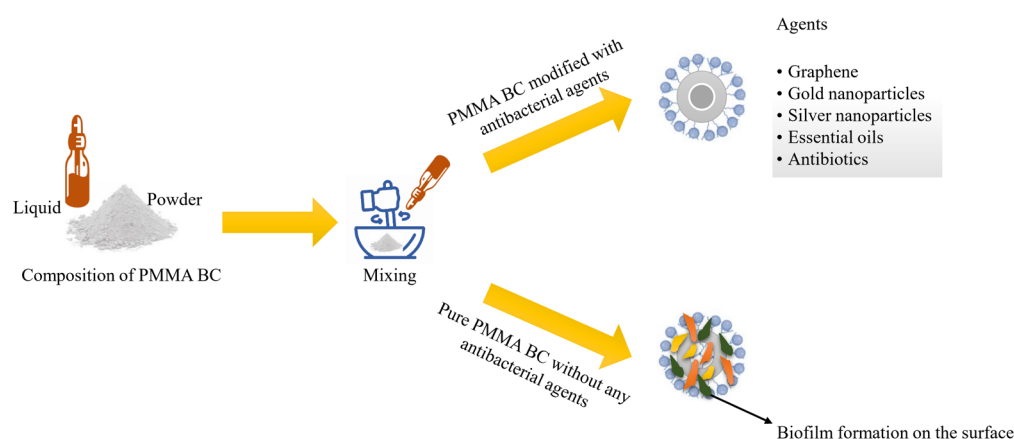 Liquid
Powder
Composition of PMMA BC
Mixing
PMMA BC modified with
antibacterial agents
Agents
• Graphene
• Gold nanoparticles
• Silver nanoparticles
• Essential oils
• Antibiotics
Pure PMMA BC without any
antibacterial agents
Biofilm formation on the surface